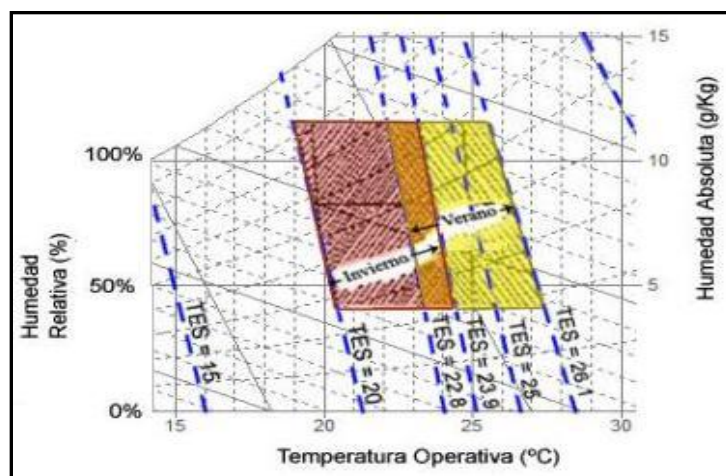 15
100%
10
Humedad Absoluta (g/Kg)
Verano
Invierno
Humedad
Relativa (%)
50%
5
TES = 15
TES = 20
TES = 22.8
TES = 23.9
TES = 25
TES = 26.1
0%
15
20
25
30
Temperatura Operativa (ºC)